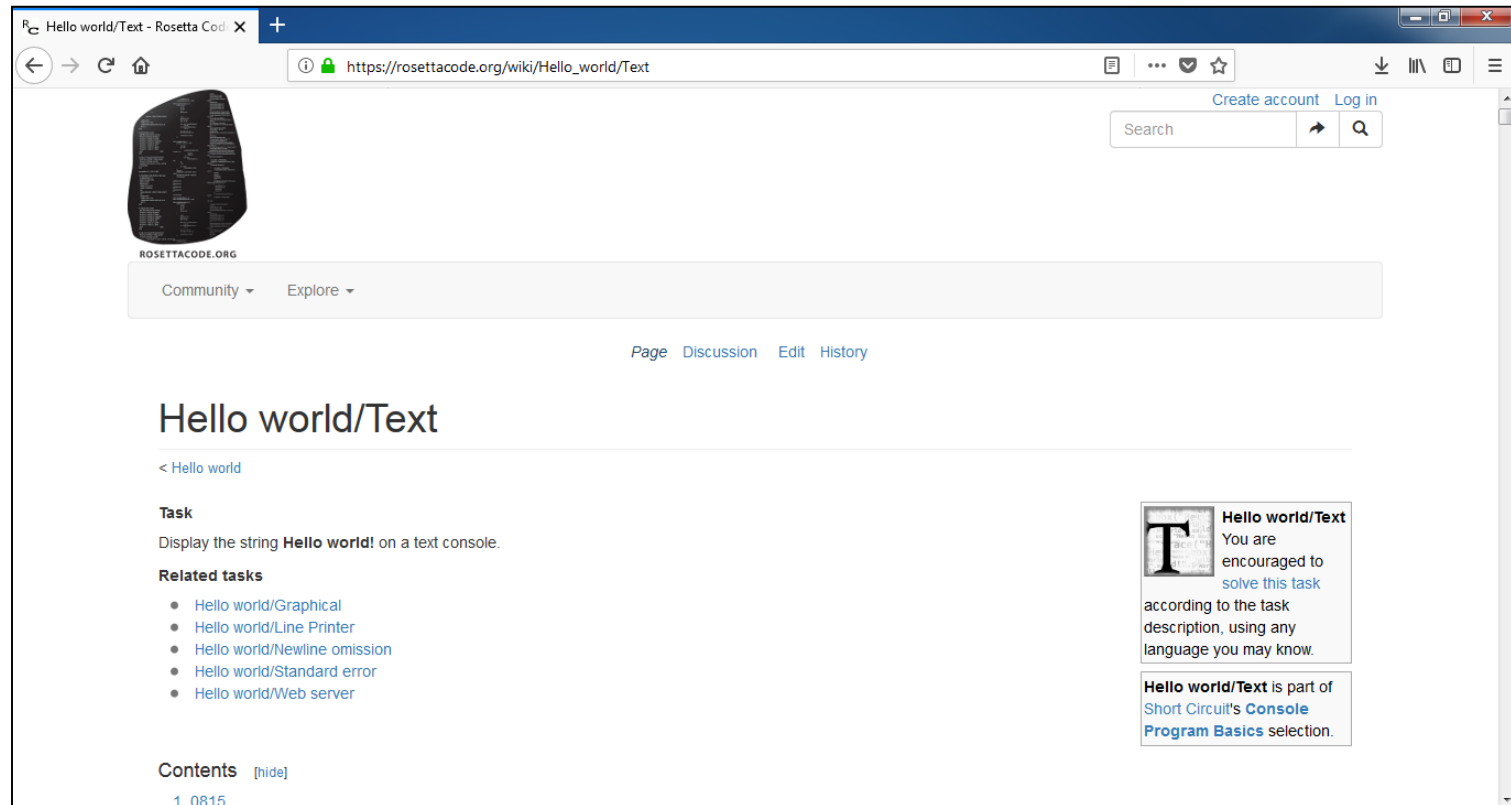 Hello world/Text - Rosetta Cod
https://rosettacode.org/wiki/Hello_world/Text
Create account Log in
Search
ROSETTACODE.ORG
Community Explore
Page Discussion Edit History
Hello world/Text
< Hello world
Task
Display the string Hello world! on a text console.
Related tasks
Hello world/Graphical
Hello world/Line Printer
Hello world/Newline omission
Hello world/Standard error
Hello world/Web server
Hello world/Text
You are
encouraged to
solve this task
according to the task
description, using any
language you may know.
Hello world/Text is part of
Short Circuit's Console
Program Basics selection.
Contents [hide]
1 0815